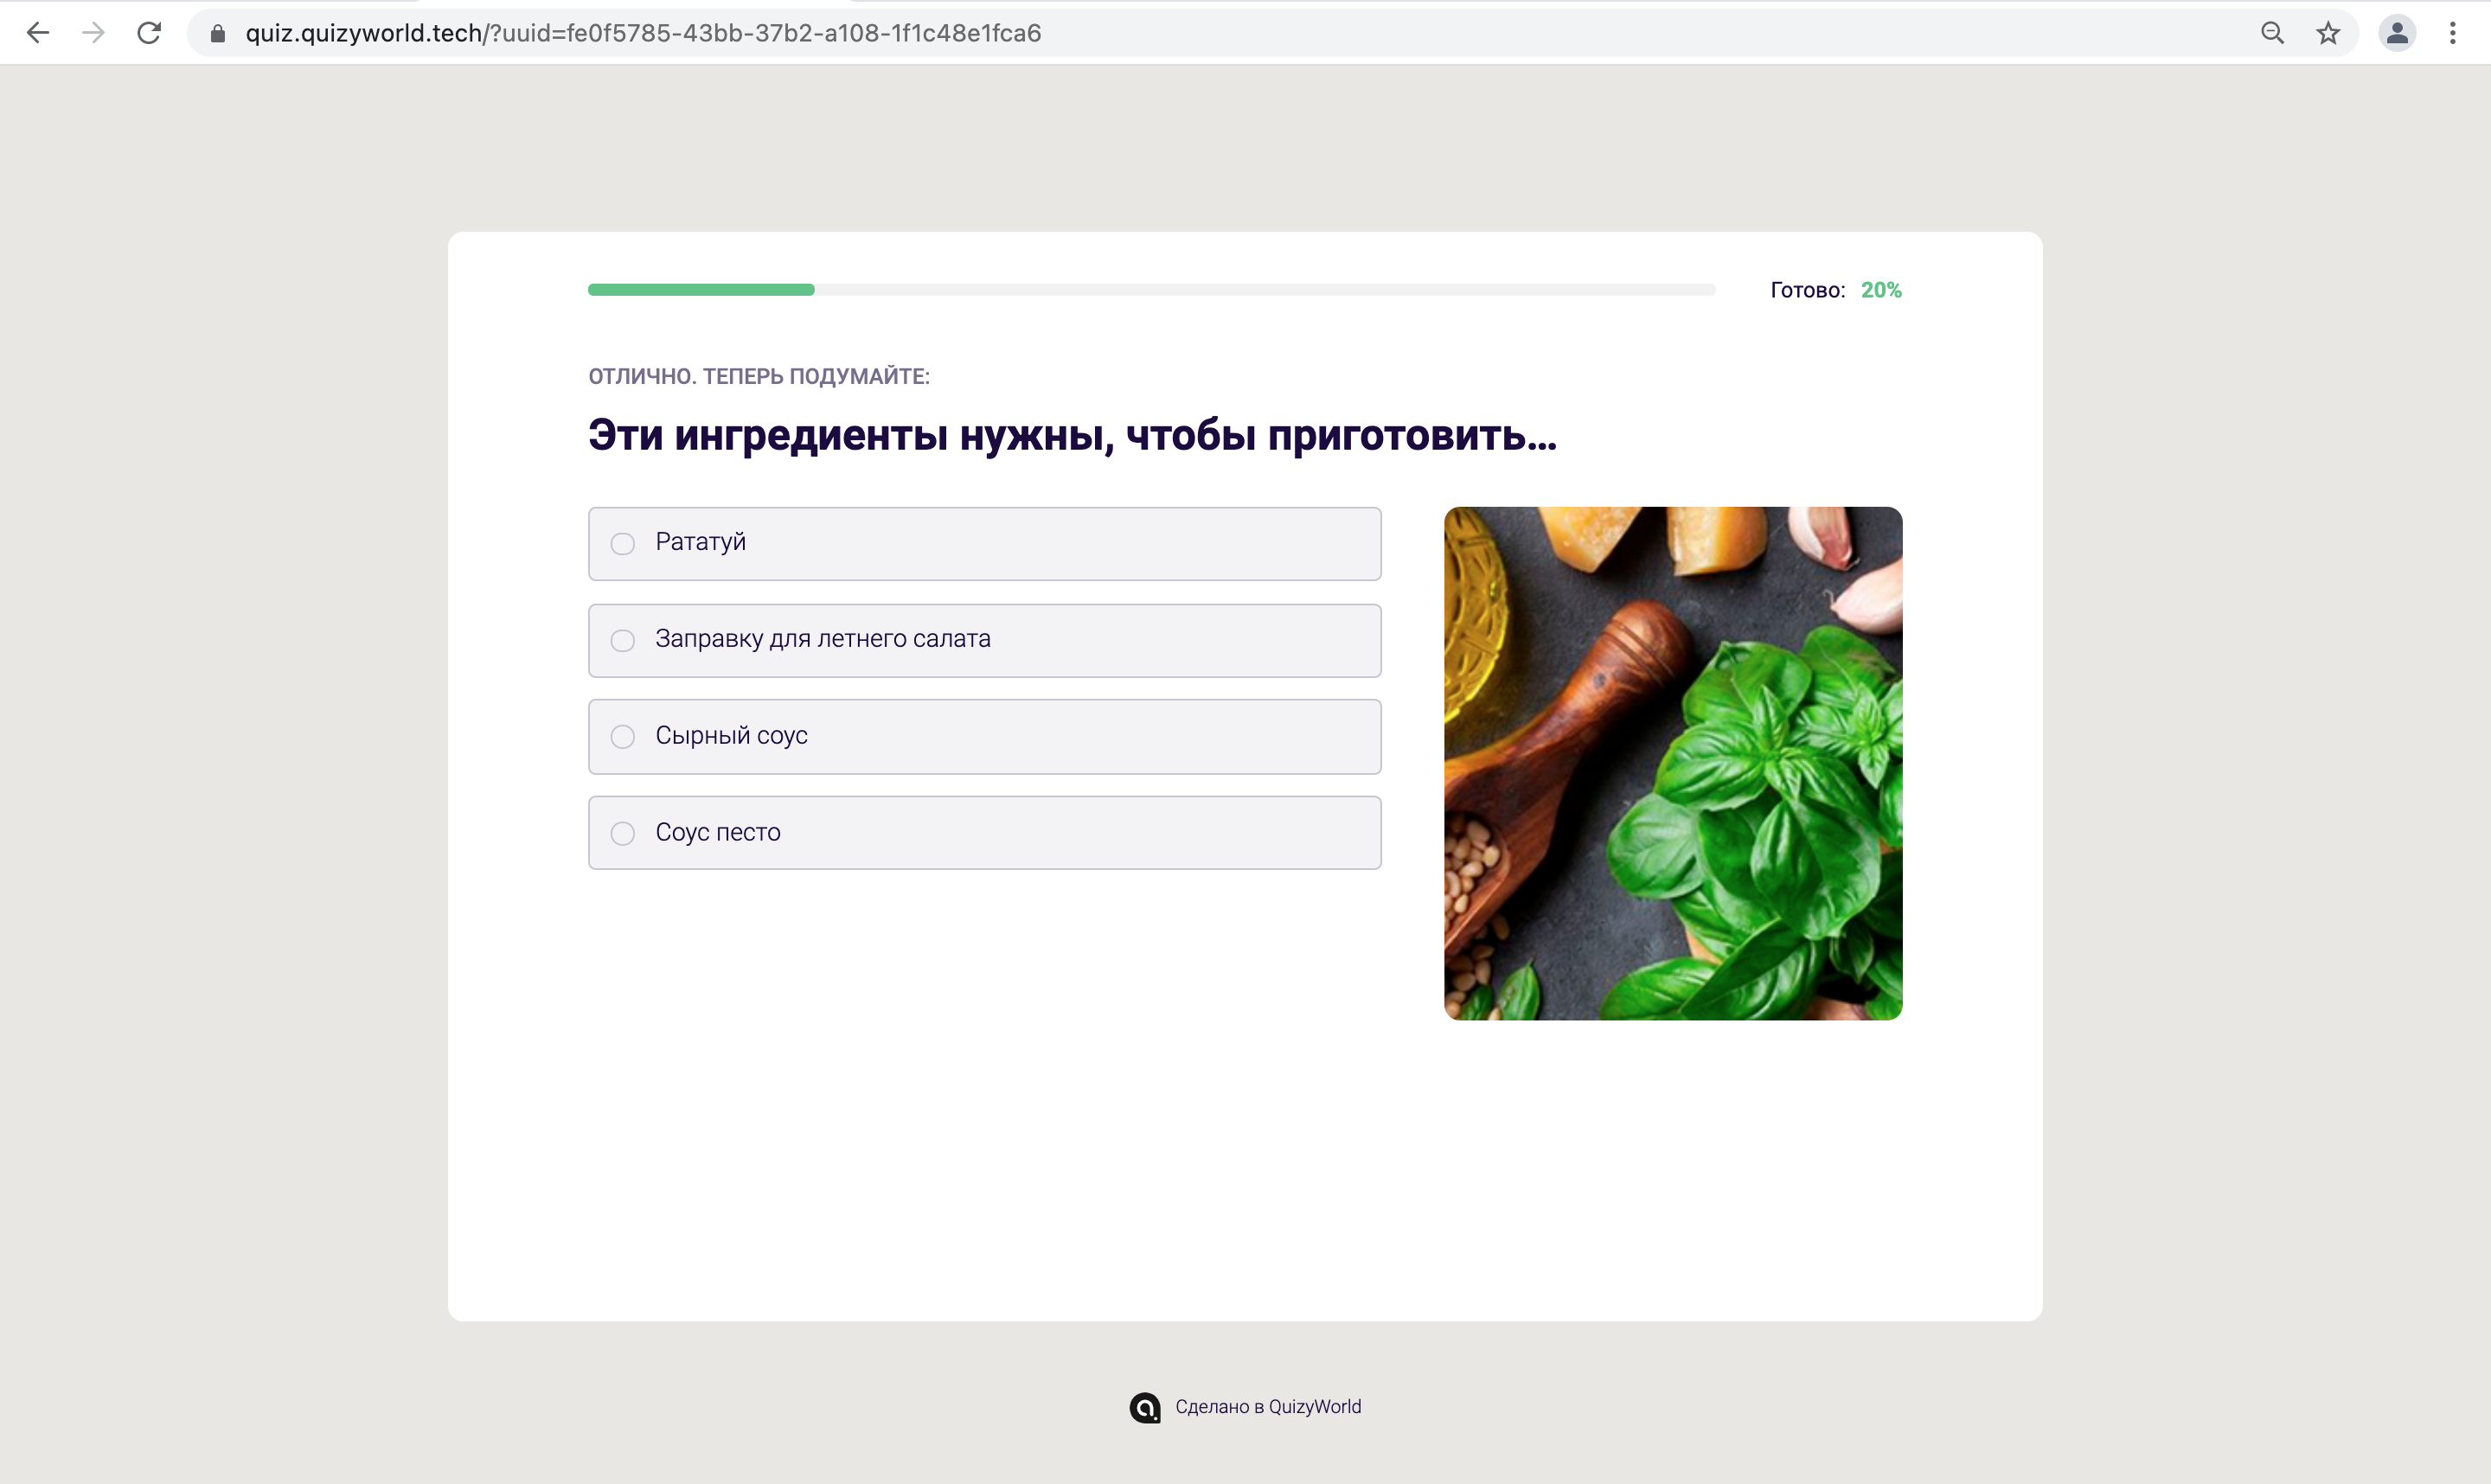 quiz.quizyworld.tech/?uuid=fe0f5785-43bb-37b2-a108-1f1c48e1fca6
Готово: 20%
ОТЛИЧНО. ТЕПЕРЬ ПОДУМАЙТЕ:
Эти ингредиенты нужны, чтобы приготовить...
Рататуй
Заправку для летнего салата
Сырный соус
Соус песто
Сделано в QuizyWorld